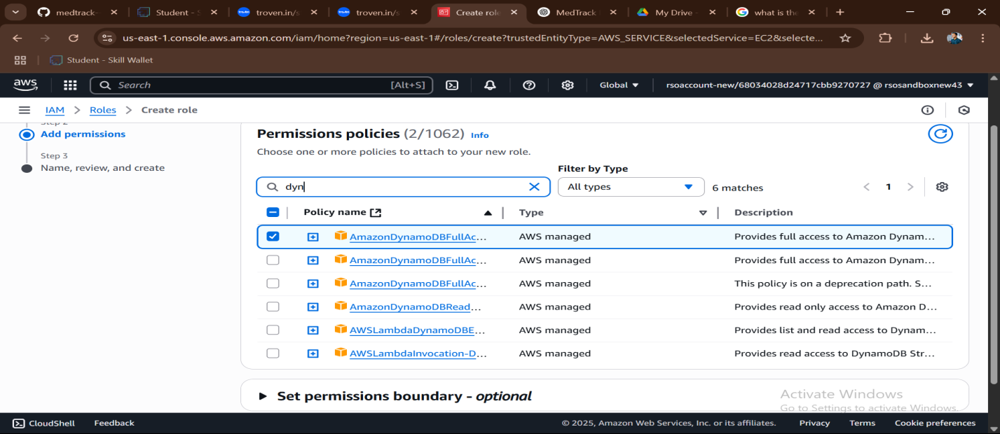 medtrack- Student - S troven.in/s troven.in/s Create role MedTrack My Drive - what is the
us-east-1.console.aws.amazon.com/iam/home?region=us-east-1#/roles/create?trustedEntityType=AWS_SERVICE&selectedService=EC2&selecte...
Student - Skill Wallet
aws Search [Alt+S] Global rsoaccount-new/68034028d24717cbb9270727 @ rsosandboxnew43
IAM > Roles > Create role
Step 2
Add permissions
Step 3
Name, review, and create
Permissions policies (2/1062) Info
Choose one or more policies to attach to your new role.
Filter by Type
dyn All types 6 matches 1
Policy name Type Description
AmazonDynamoDBFullAc... AWS managed Provides full access to Amazon Dynam...
AmazonDynamoDBFullAc... AWS managed Provides full access to Amazon Dynam...
AmazonDynamoDBFullAc... AWS managed This policy is on a deprecation path. S...
AmazonDynamoDBRead... AWS managed Provides read only access to Amazon D...
AWSLambdaDynamoDBE... AWS managed Provides list and read access to Dynam...
AWSLambdaInvocation-D... AWS managed Provides read access to DynamoDB Str...
Set permissions boundary - optional
Activate Windows
Go to Settings to activate Windows.
CloudShell Feedback © 2025, Amazon Web Services, Inc. or its affiliates. Privacy Terms Cookie preferences